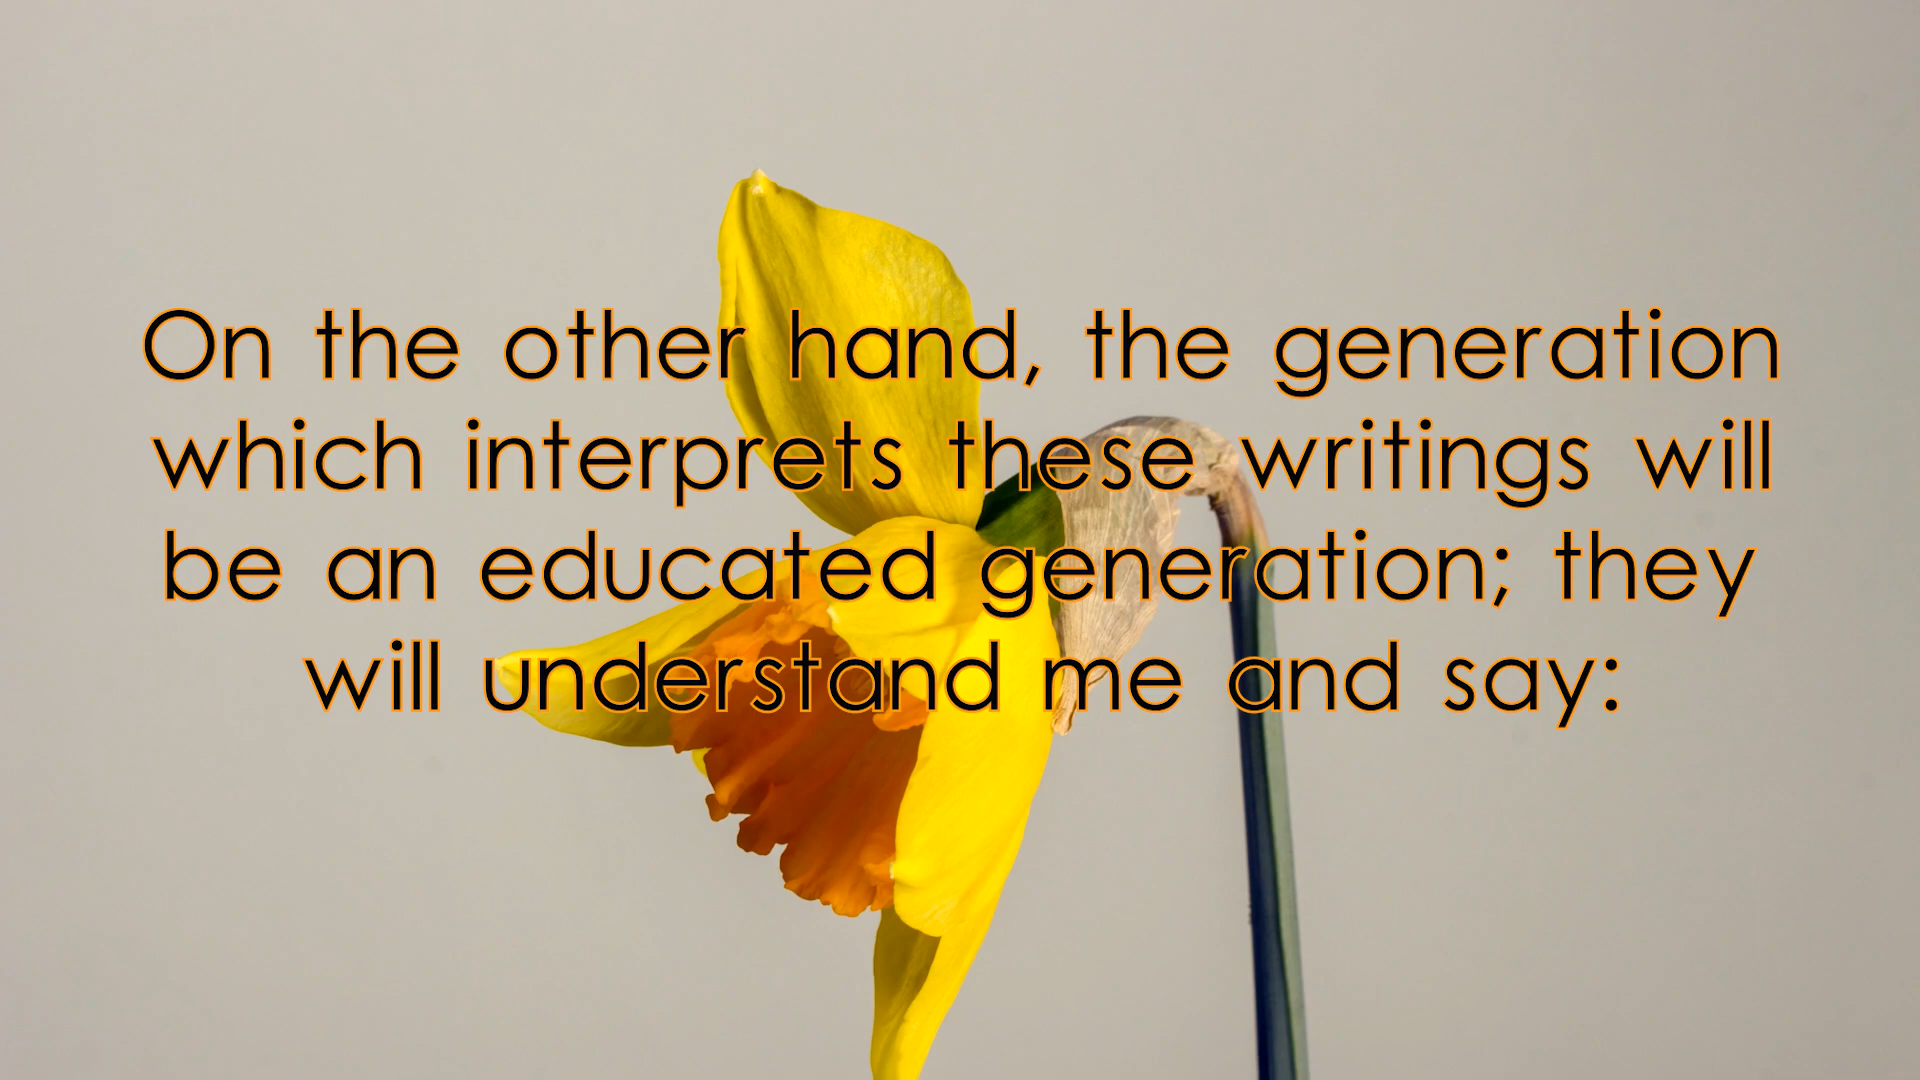 On the other hand, the generation
which interprets these writings will
be an educated generation; they
will understand me and say: